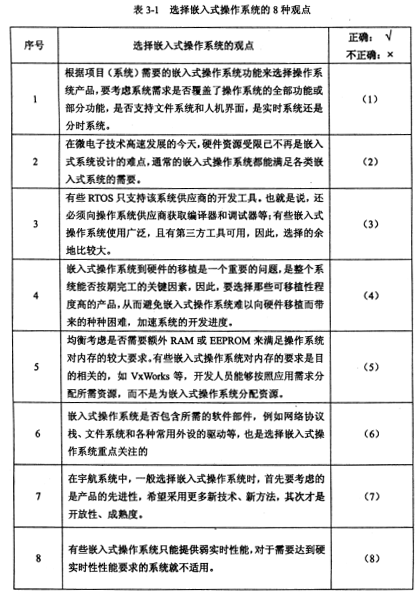 表 3-1 选择嵌入式操作系统的 8 种观点
序号
选择嵌入式操作系统的观点
正确： √
不正确：×
1
根据项目（系统）需要的嵌入式操作系统功能来选择操作系
统产品，要考虑系统需求是否覆盖了操作系统的全部功能或
部分功能，是否支持文件系统和人机界面，是实时系统还是
分时系统。
（1）
2
在微电子技术高速发展的今天，硬件资源受限已不再是嵌入
式系统设计的难点，通常的嵌入式操作系统都能满足各类嵌
入式系统的需要。
（2）
3
有些 RTOS 只支持该系统供应商的开发工具。也就是说，还
必须向操作系统供应商获取编译器和调试器等；有些嵌入式
操作系统使用广泛，且有第三方工具可用，因此，选择的余
地比较大。
（3）
4
嵌入式操作系统到硬件的移植是一个重要的问题，是整个系
统能否按期完工的关键因素，因此，要选择那些可移植性程
度高的产品，从而避免嵌入式操作系统难以向硬件移植而带
来的种种困难，加速系统的开发进度。
（4）
5
均衡考虑是否需要额外 RAM 或 EEPROM 来满足操作系统
对内存的较大要求。有些嵌入式操作系统对内存的要求是目
的相关的，如 VxWorks 等，开发人员能够按照应用需求分
配所需资源，而不是为嵌入式操作系统分配资源。
（5）
6
嵌入式操作系统是否包含所需的软件部件，例如网络协议
栈、文件系统和各种常用外设的驱动等，也是选择嵌入式操
作系统重点关注的
（6）
7
在宇航系统中，一般选择嵌入式操作系统时，首先要考虑的
是产品的先进性，希望采用更多新技术、新方法，其次才是
开放性、成熟度。
（7）
8
有些嵌入式操作系统只能提供弱实时性能，对于需要达到硬
实时性性能要求的系统就不适用。
（8）